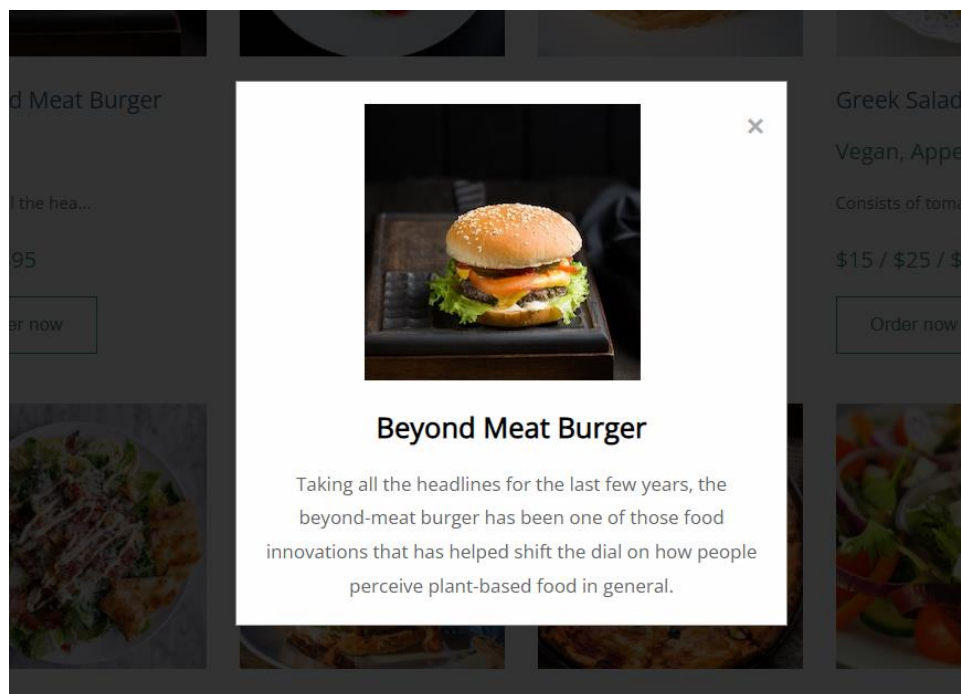 d Meat Burger
l the hea...
95
er now
Beyond Meat Burger
Taking all the headlines for the last few years, the
beyond-meat burger has been one of those food
innovations that has helped shift the dial on how people
perceive plant-based food in general.
Greek Salad
Vegan, Appe
Consists of toma
$15 / $25 / $
Order now